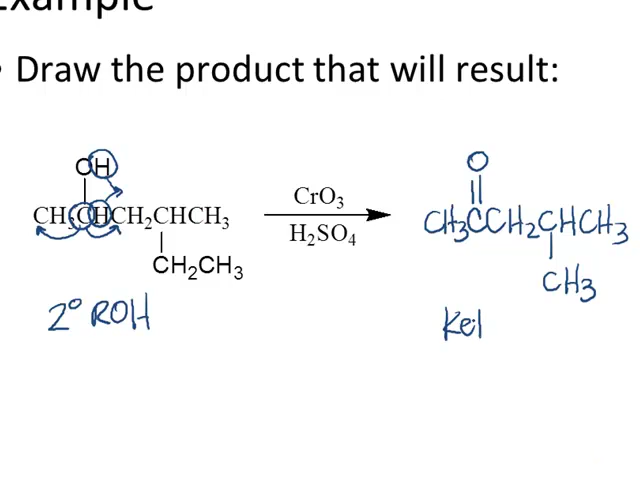 Example
• Draw the product that will result:
OH
CH3CHCH2CHCH3
CH2CH3
CrO3
H2SO4
O
CH3CCH2CHCH3
CH3
2° ROH
Ket